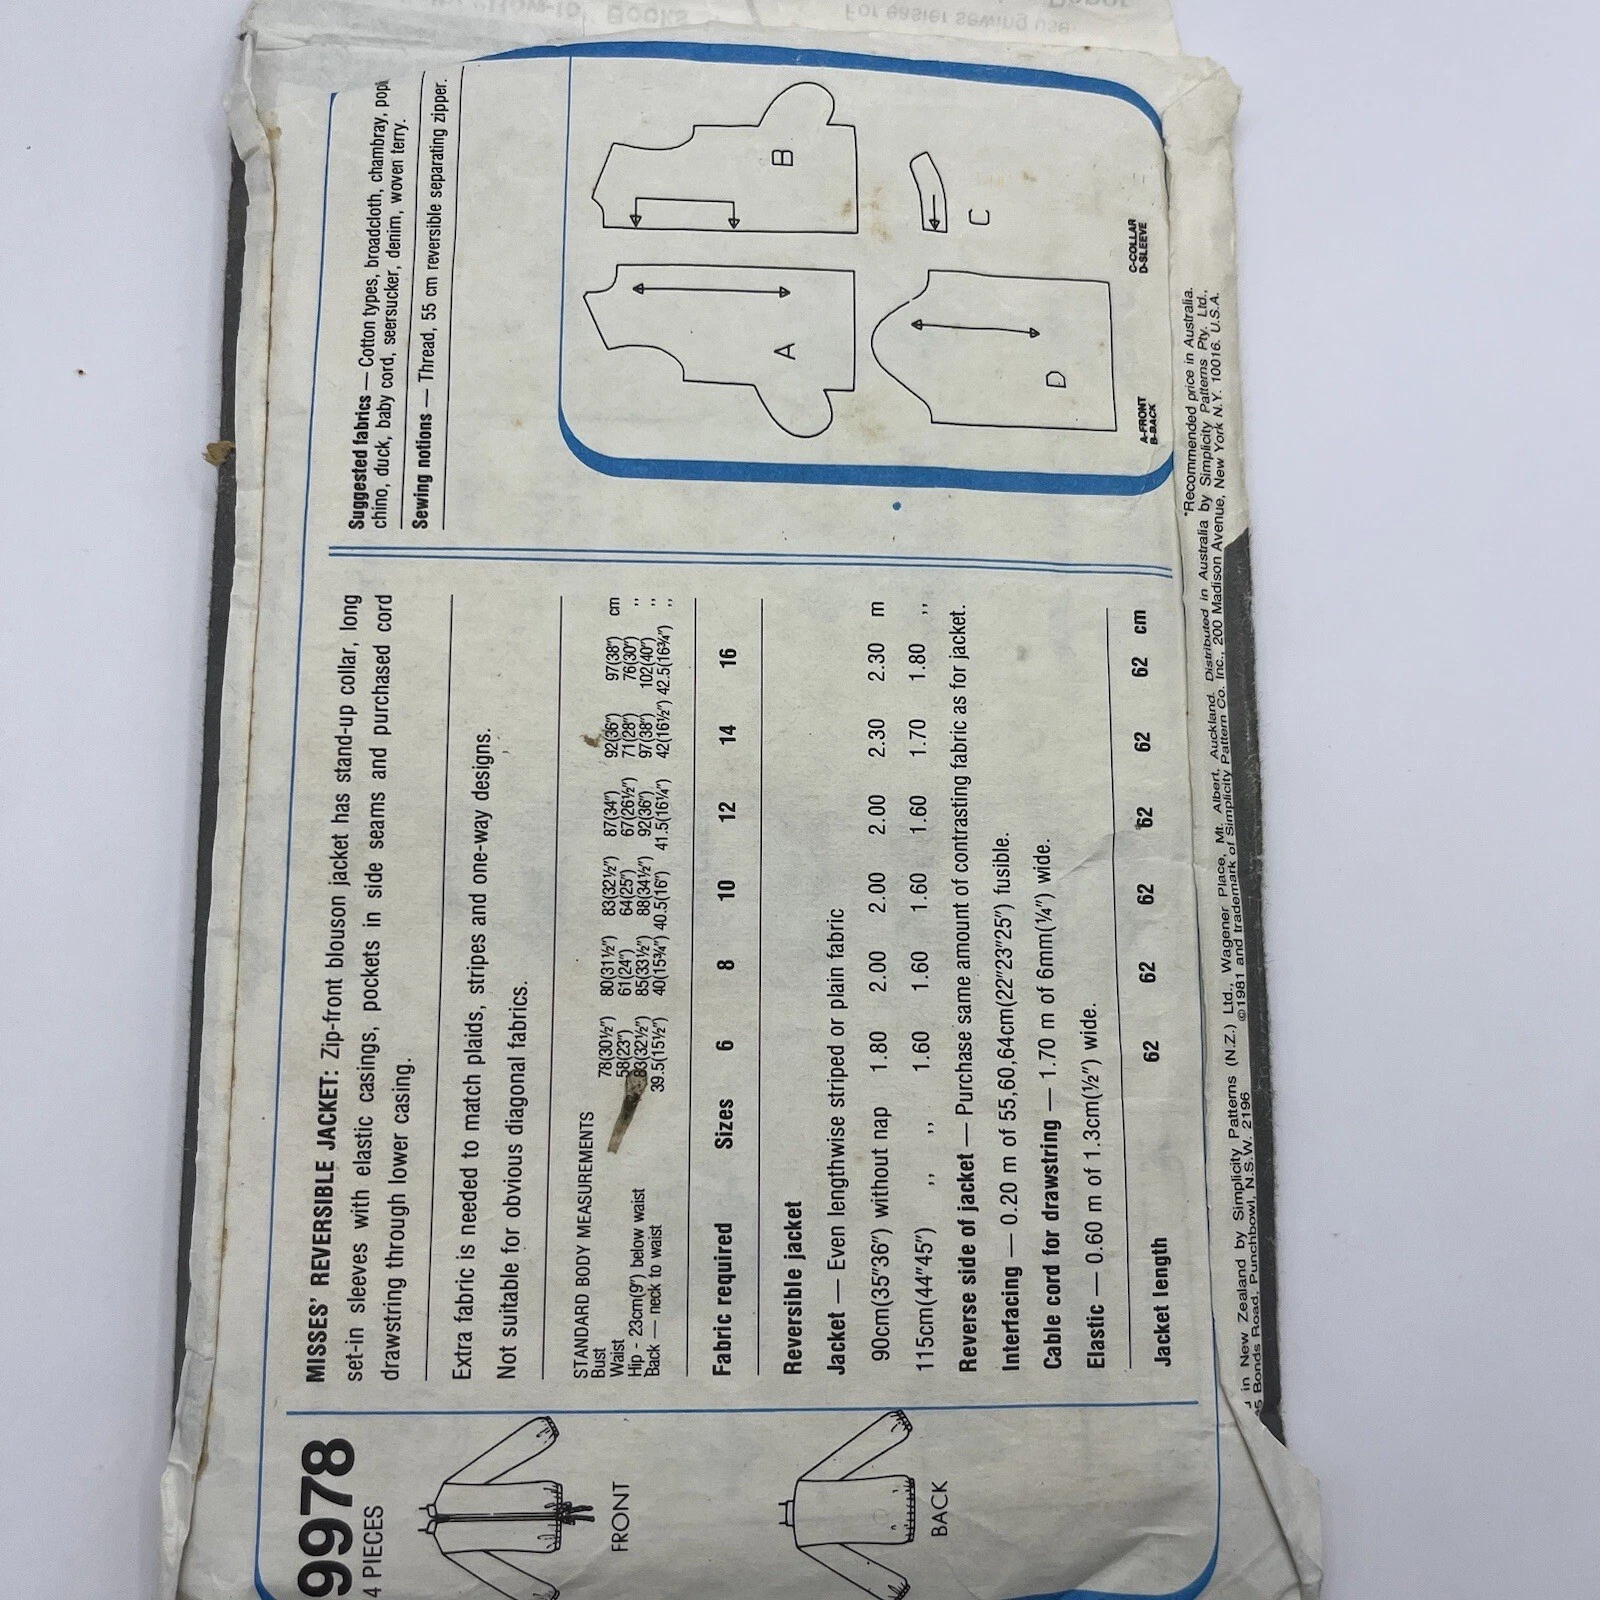 9978
4 PIECES
FRONT
BACK
MISSES' REVERSIBLE JACKET: Zip-front blouson jacket has stand-up collar, long
set-in sleeves with elastic casings, pockets in side seams and purchased cord
drawstring through lower casing.
Extra fabric is needed to match plaids, stripes and one-way designs.
Not suitable for obvious diagonal fabrics.
STANDARD BODY MEASUREMENTS
Bust 78(30½") 80(31½") 83(32½") 87(34") 92(36") 97(38") cm
Waist 58(23") 61(24") 64(25") 67(26½") 71(28") 76(30") ,,
Hip - 23cm(9") below waist 83(32½") 85(33½") 88(34½") 92(36") 97(38") 102(40") ,,
Back — neck to waist 39.5(15½") 40(15¾") 40.5(16") 41.5(16¼") 42(16½") 42.5(16¾") ,,
Fabric required Sizes 6 8 10 12 14 16
Reversible jacket
Jacket — Even lengthwise striped or plain fabric
90cm(35"36") without nap 1.80 2.00 2.00 2.00 2.30 2.30 m
115cm(44"45") ,, ,, 1.60 1.60 1.60 1.60 1.70 1.80 ,,
Reverse side of jacket — Purchase same amount of contrasting fabric as for jacket.
Interfacing — 0.20 m of 55,60,64cm(22"23"25") fusible.
Cable cord for drawstring — 1.70 m of 6mm(¼") wide.
Elastic — 0.60 m of 1.3cm(½") wide.
Jacket length 62 62 62 62 62 62 cm
Suggested fabrics — Cotton types, broadcloth, chambray, pop
chino, duck, baby cord, seersucker, denim, woven terry.
Sewing notions — Thread, 55 cm reversible separating zipper.
A
B
C
D
A-FRONT
B-BACK
C-COLLAR
D-SLEEVE
*Recommended price in Australia.
in New Zealand by Simplicity Patterns (N.Z.) Ltd., Wagener Place, Mt. Albert, Auckland. Distributed in Australia by Simplicity Patterns Pty. Ltd.,
Bonds Road, Punchbowl, N.S.W. 2196 ©1981 and trademark of Simplicity Pattern Co. Inc., 200 Madison Avenue, New York N.Y. 10016. U.S.A.
How-to Books
For easier sewing use